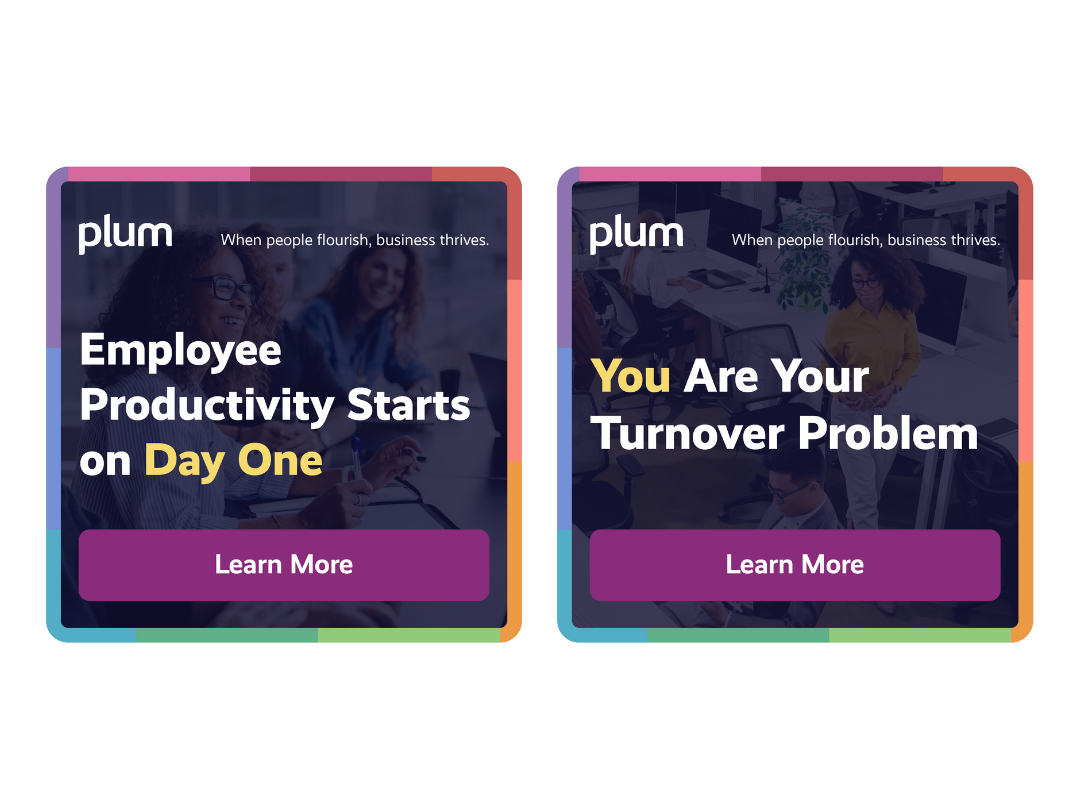 plum
When people flourish, business thrives.
Employee
Productivity Starts
on Day One
Learn More
plum
When people flourish, business thrives.
You Are Your
Turnover Problem
Learn More